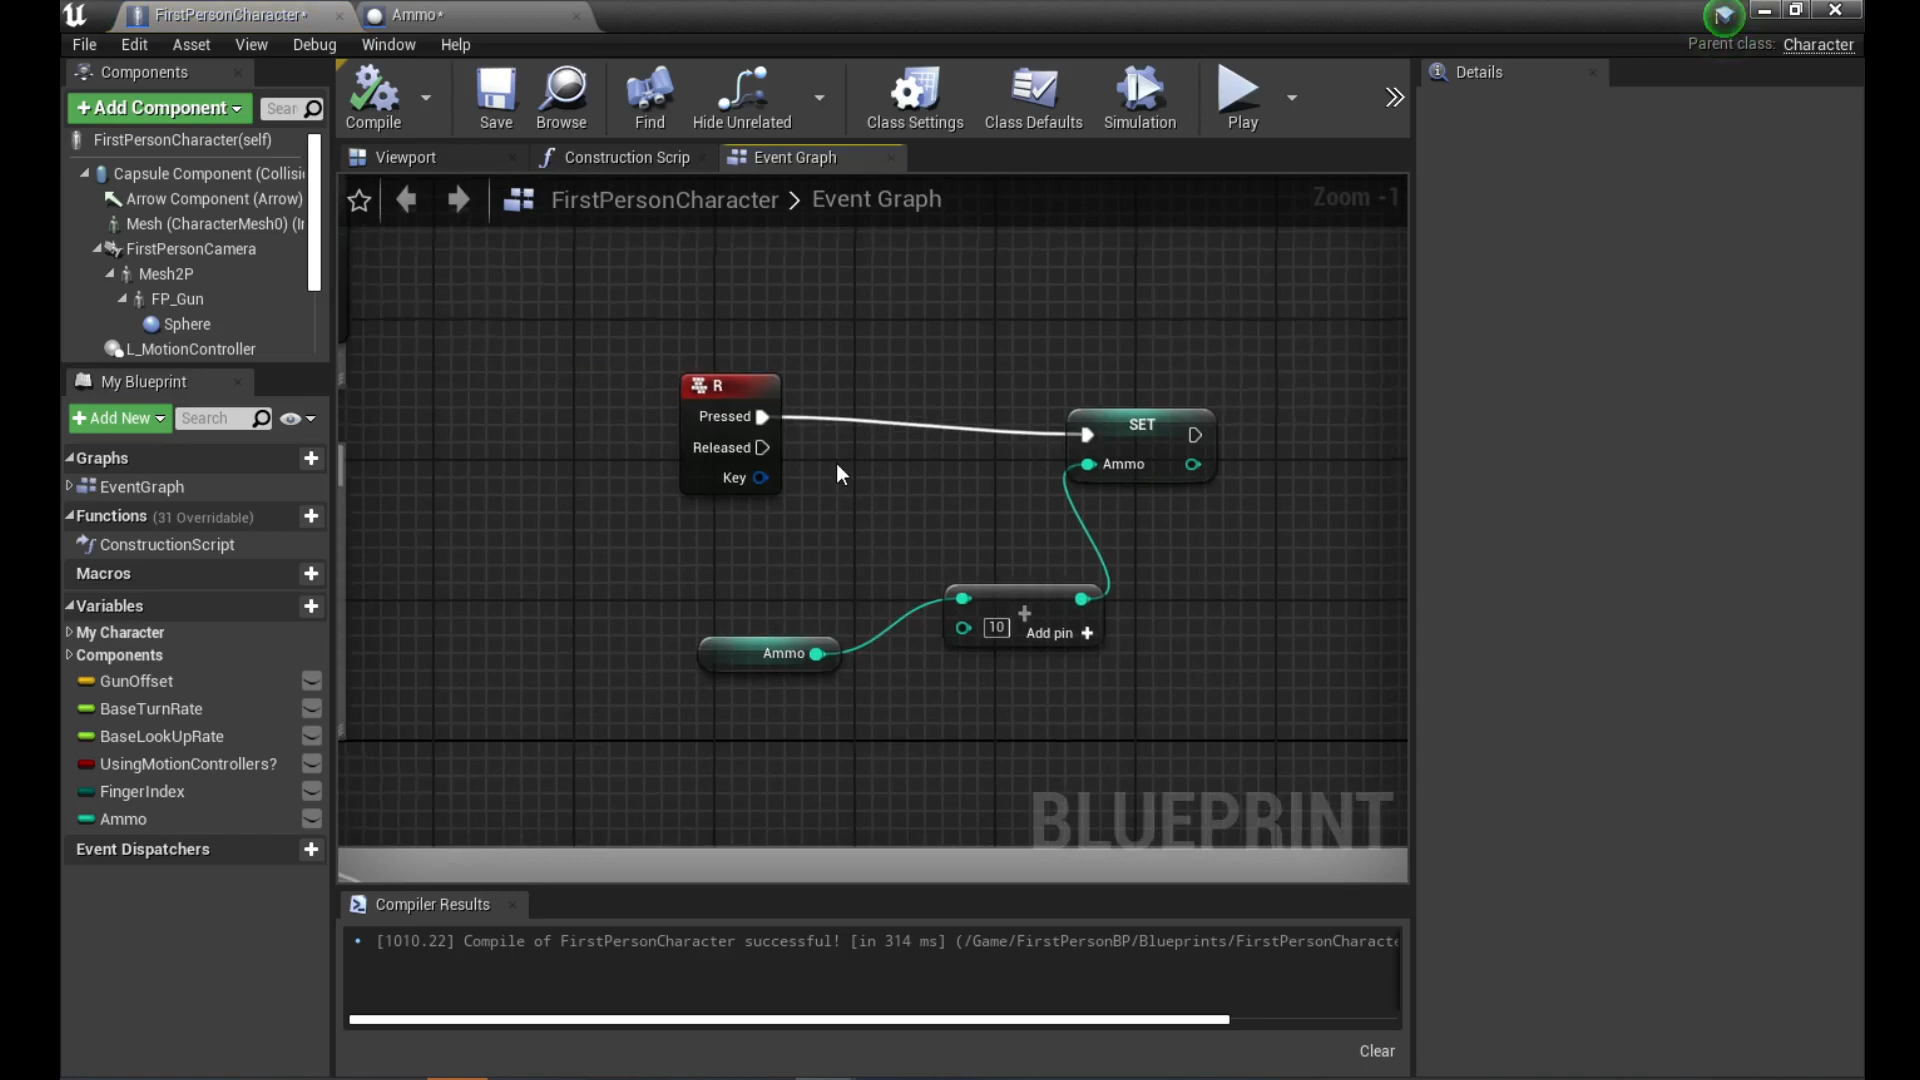 FirstPersonCharacter*
Ammo*
File Edit Asset View Debug Window Help
Parent class: Character
Components
+Add Component
Sear
FirstPersonCharacter(self)
Capsule Component (Collisi
Arrow Component (Arrow)
Mesh (CharacterMesh0) (I
FirstPersonCamera
Mesh2P
FP_Gun
Sphere
L_MotionController
My Blueprint
+Add New
Search
Graphs
EventGraph
Functions (31 Overridable)
ConstructionScript
Macros
Variables
My Character
Components
GunOffset
BaseTurnRate
BaseLookUpRate
UsingMotionControllers?
FingerIndex
Ammo
Event Dispatchers
Compile
Save
Browse
Find
Hide Unrelated
Class Settings
Class Defaults
Simulation
Play
Viewport
Construction Scrip
Event Graph
FirstPersonCharacter > Event Graph
Zoom -1
R
Pressed
Released
Key
SET
Ammo
Ammo
10
+
Add pin +
BLUEPRINT
Compiler Results
[1010.22] Compile of FirstPersonCharacter successful! [in 314 ms] (/Game/FirstPersonBP/Blueprints/FirstPersonCharacte
Clear
Details